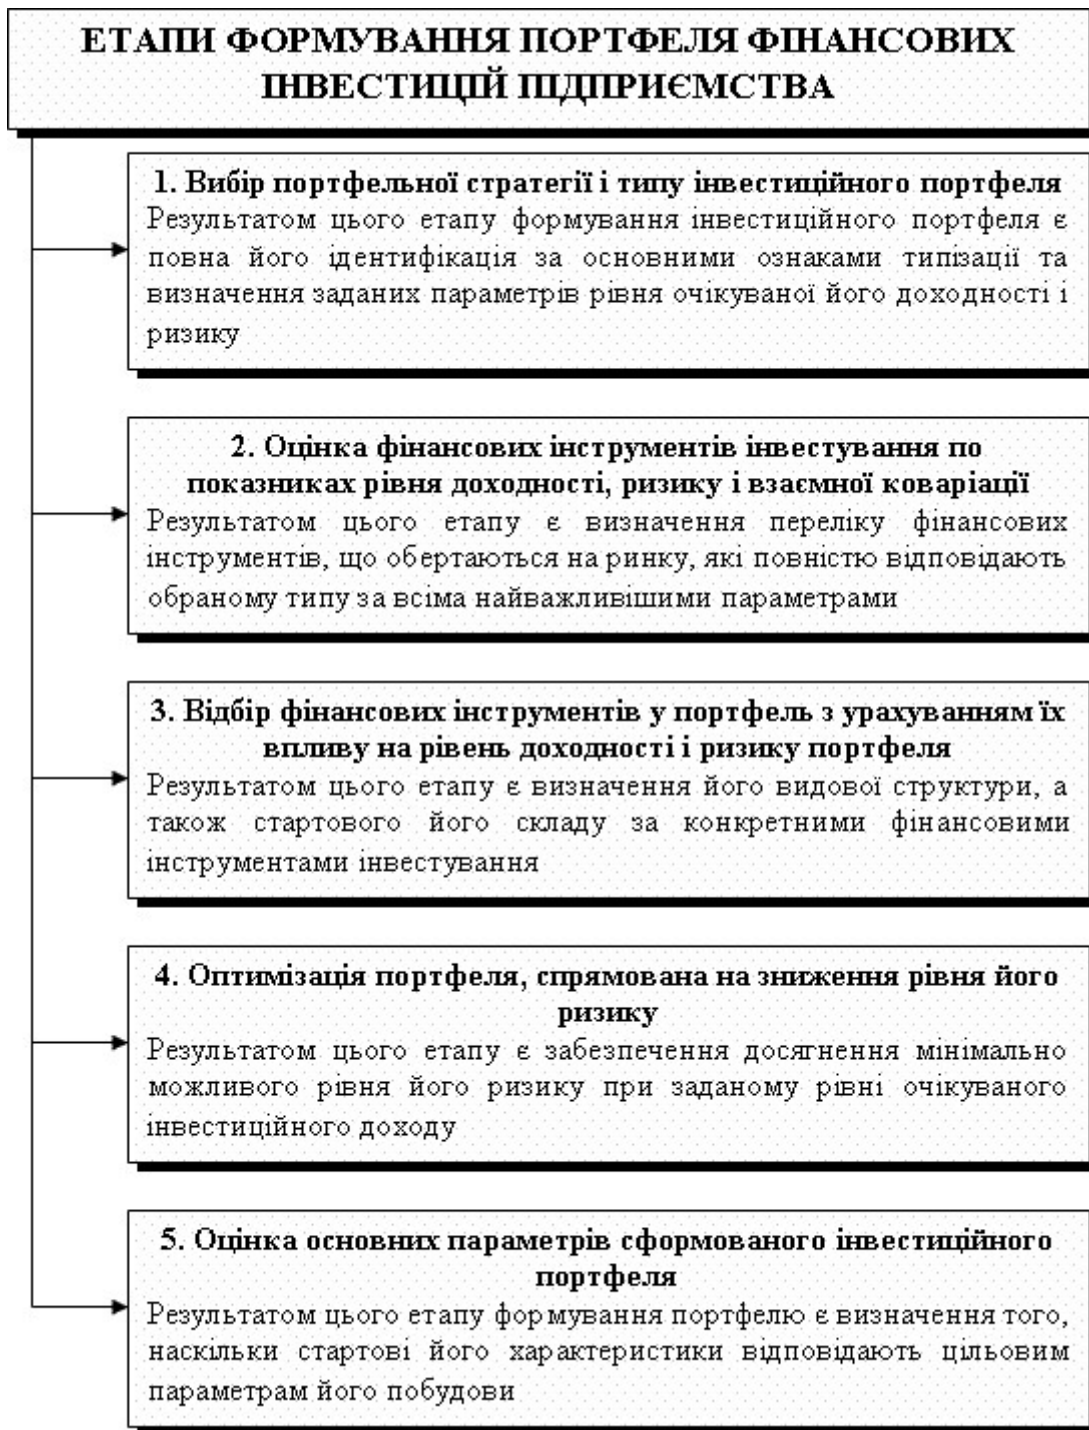 ЕТАПИ ФОРМУВАННЯ ПОРТФЕЛЯ ФІНАНСОВИХ
ІНВЕСТИЦІЙ ПІДПРИЄМСТВА
1. Вибір портфельної стратегії і типу інвестиційного портфеля
Результатом цього етапу формування інвестиційного портфеля є
повна його ідентифікація за основними ознаками типізації та
визначення заданих параметрів рівня очікуваної його доходності і
ризику
2. Оцінка фінансових інструментів інвестування по
показниках рівня доходності, ризику і взаємної коваріації
Результатом цього етапу є визначення переліку фінансових
інструментів, що обертаються на ринку, які повністю відповідають
обраному типу за всіма найважливішими параметрами
3. Відбір фінансових інструментів у портфель з урахуванням їх
впливу на рівень доходності і ризику портфеля
Результатом цього етапу є визначення його видової структури, а
також стартового його складу за конкретними фінансовими
інструментами інвестування
4. Оптимізація портфеля, спрямована на зниження рівня його
ризику
Результатом цього етапу є забезпечення досягнення мінімально
можливого рівня його ризику при заданому рівні очікуваного
інвестиційного доходу
5. Оцінка основних параметрів сформованого інвестиційного
портфеля
Результатом цього етапу формування портфелю є визначення того,
наскільки стартові його характеристики відповідають цільовим
параметрам його побудови